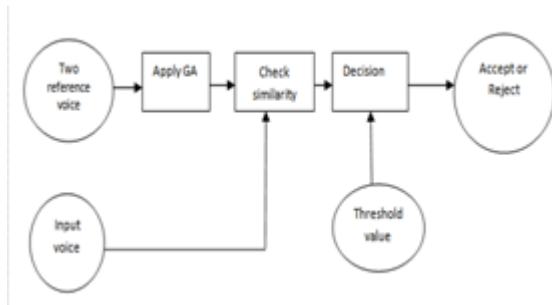 Two
reference
voice
Apply GA
Check
similarity
Decision
Accept or
Reject
Input
voice
Threshold
value